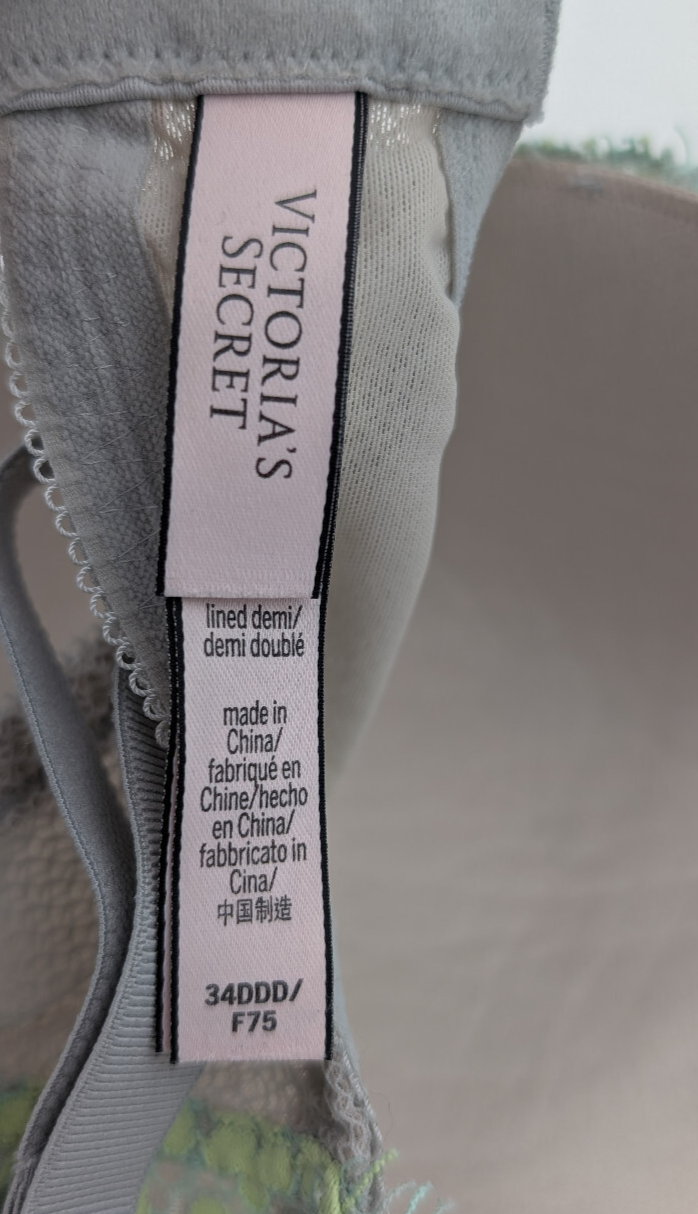 VICTORIA'S
SECRET
lined demi/
demi doublé
made in
China/
fabriqué en
Chine/hecho
en China/
fabbricato in
Cina/
中国制造
34DDD/
F75